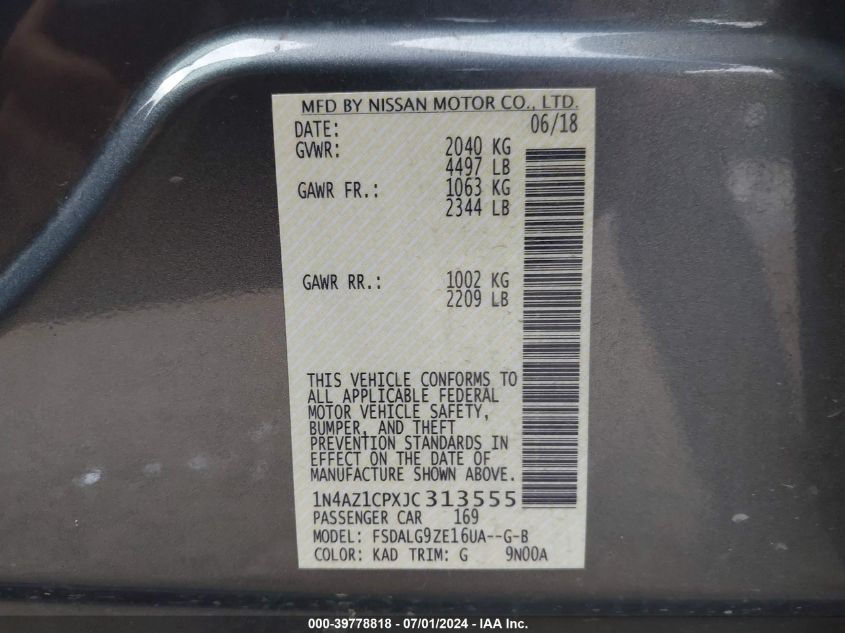 MFD BY NISSAN MOTOR CO., LTD.
DATE: 06/18
GVWR: 2040 KG
4497 LB
GAWR FR.: 1063 KG
2344 LB
GAWR RR.: 1002 KG
2209 LB
THIS VEHICLE CONFORMS TO
ALL APPLICABLE FEDERAL
MOTOR VEHICLE SAFETY,
BUMPER, AND THEFT
PREVENTION STANDARDS IN
EFFECT ON THE DATE OF
MANUFACTURE SHOWN ABOVE.
1N4AZ1CPXJC313555
PASSENGER CAR 169
MODEL: FSDALG9ZE16UA--G-B
COLOR: KAD TRIM: G 9N00A
000-39778818 - 07/01/2024 - IAA Inc.